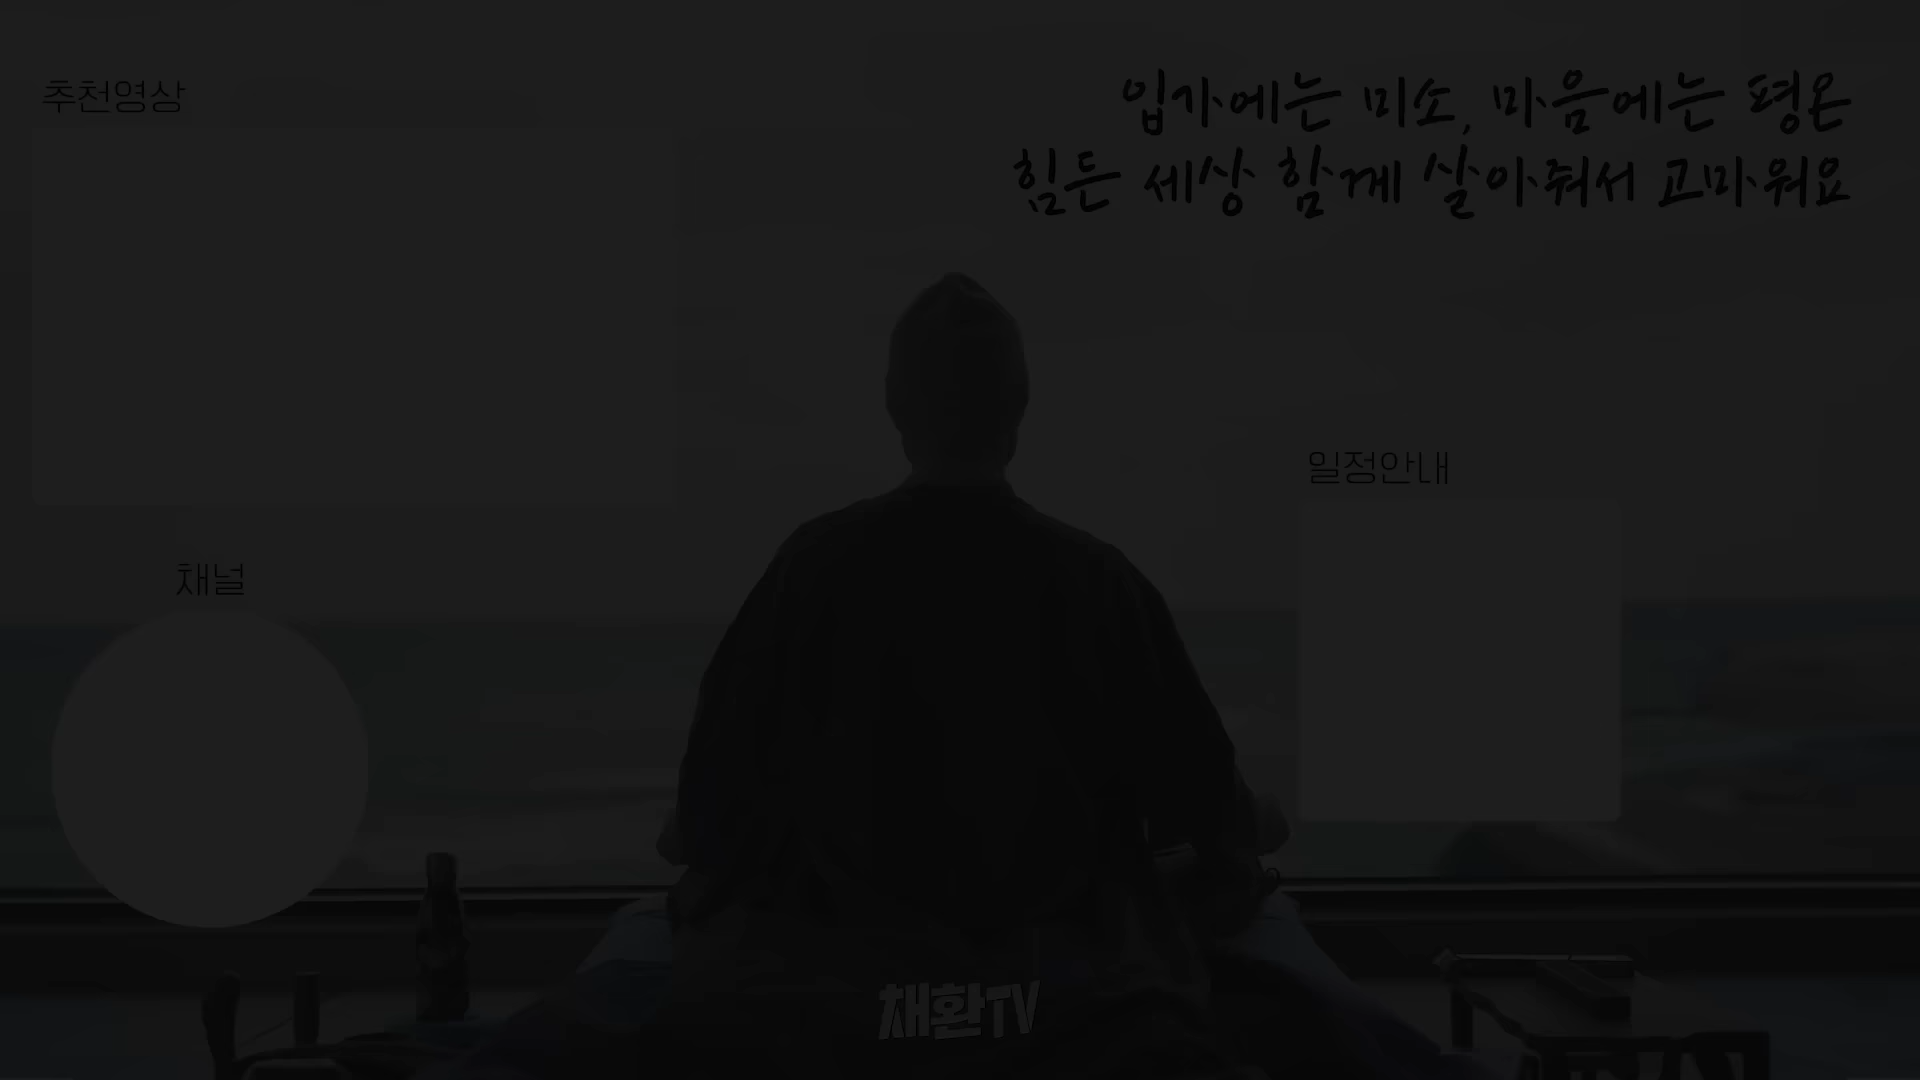 추천영상
입가에는 미소, 마음에는 평온
힘든 세상 함께 살아줘서 고마워요
일정안내
채널
채환TV